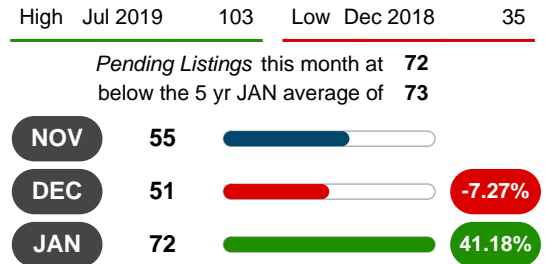 High Jul 2019 103 Low Dec 2018 35
Pending Listings this month at 72
below the 5 yr JAN average of 73
NOV 55
DEC 51 -7.27%
JAN 72 41.18%